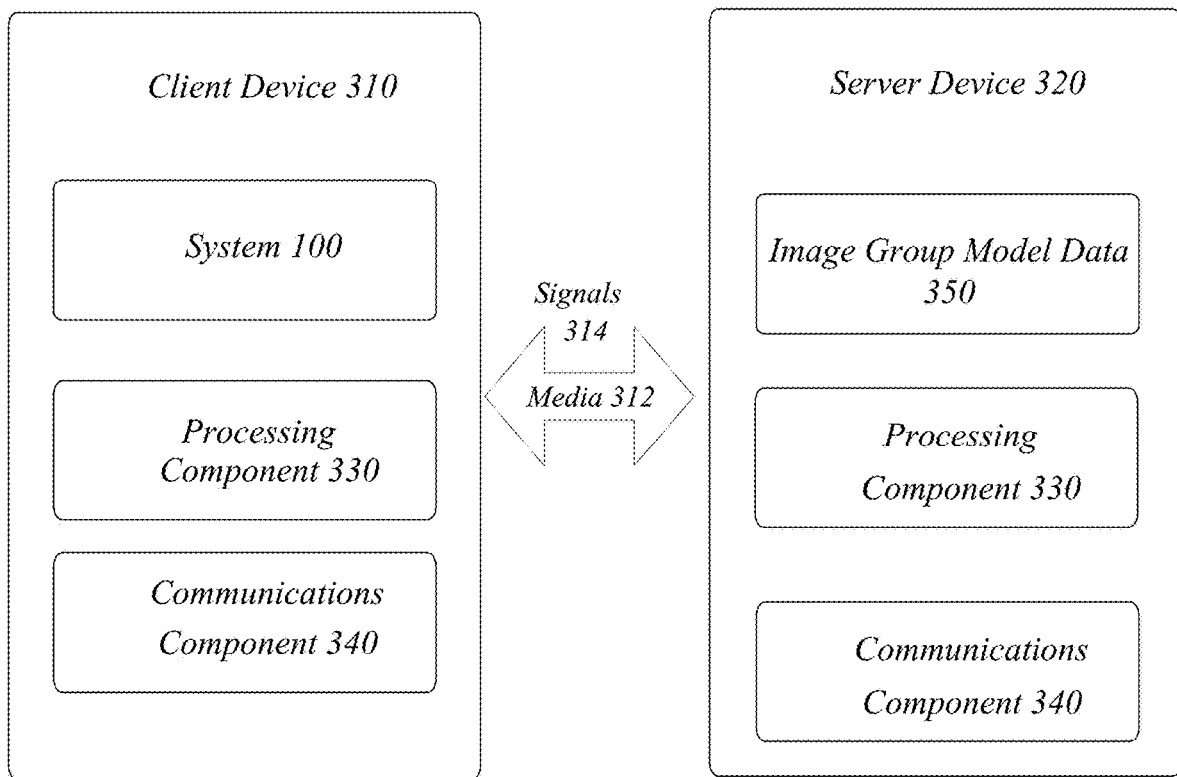 Client Device 310
System 100
Processing
Component 330
Communications
Component 340
Signals
314
Media 312
Server Device 320
Image Group Model Data
350
Processing
Component 330
Communications
Component 340